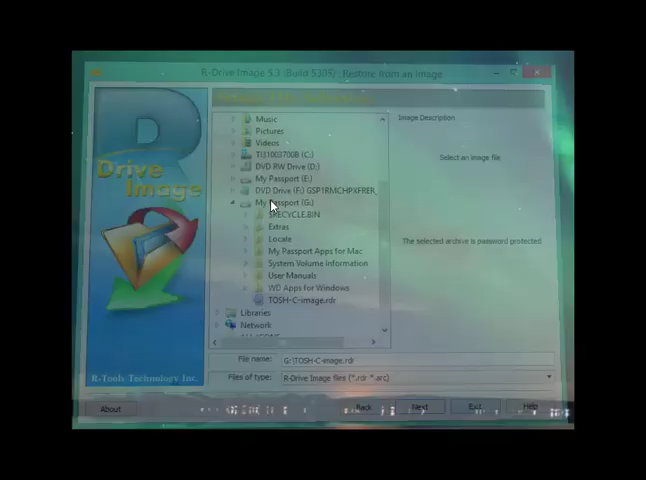 R-Drive Image 5.3 (Build 5305) : Restore from an Image
Music
Pictures
Videos
TI31003700B (C:)
DVD RW Drive (D:)
My Passport (E:)
DVD Drive (F:) GSP1RMCHPXFRER_
My Passport (G:)
$RECYCLE.BIN
Extras
Locale
My Passport Apps for Mac
System Volume Information
User Manuals
WD Apps for Windows
TOSH-C-image.rdr
Libraries
Network
Image Description
Select an image file
The selected archive is password protected
R Drive Image
R-Tools Technology Inc.
File name: G:\TOSH-C-image.rdr
Files of type: R-Drive Image files (*.rdr *.arc)
About
Back
Next
Exit
Help